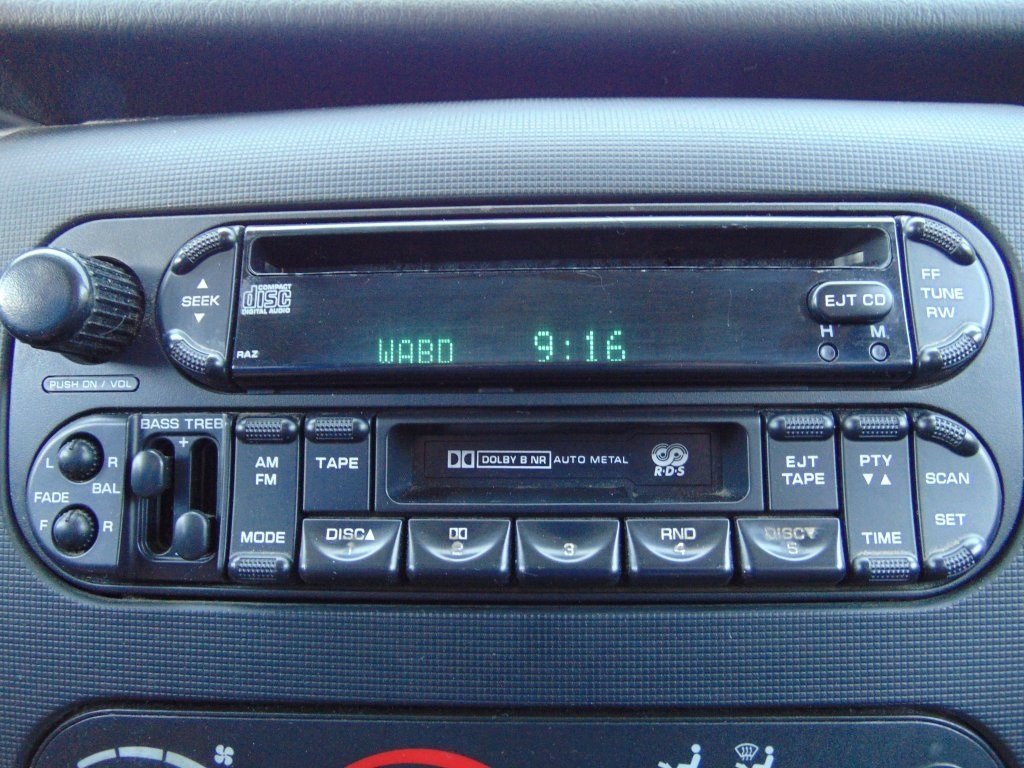 SEEK
COMPACT
disc
DIGITAL AUDIO
RAZ
WABD 9:16
EJT CD
H M
FF
TUNE
RW
PUSH ON / VOL
L R
BAL
FADE
F R
BASS TREB
+
AM
FM
MODE
TAPE
DOLBY B NR AUTO METAL
R·D·S
EJT
TAPE
PTY
TIME
SCAN
SET
DISC
1
2
3
RND
4
DISC
5